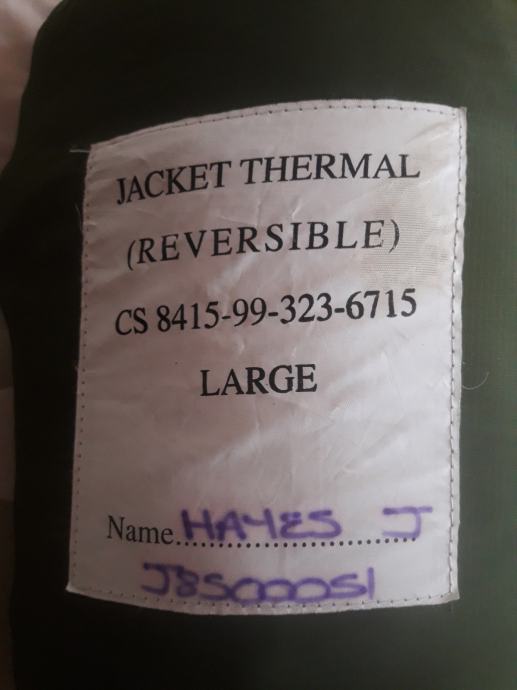 JACKET THERMAL
(REVERSIBLE)
CS 8415-99-323-6715
LARGE
Name..........HAYES J
J8500051